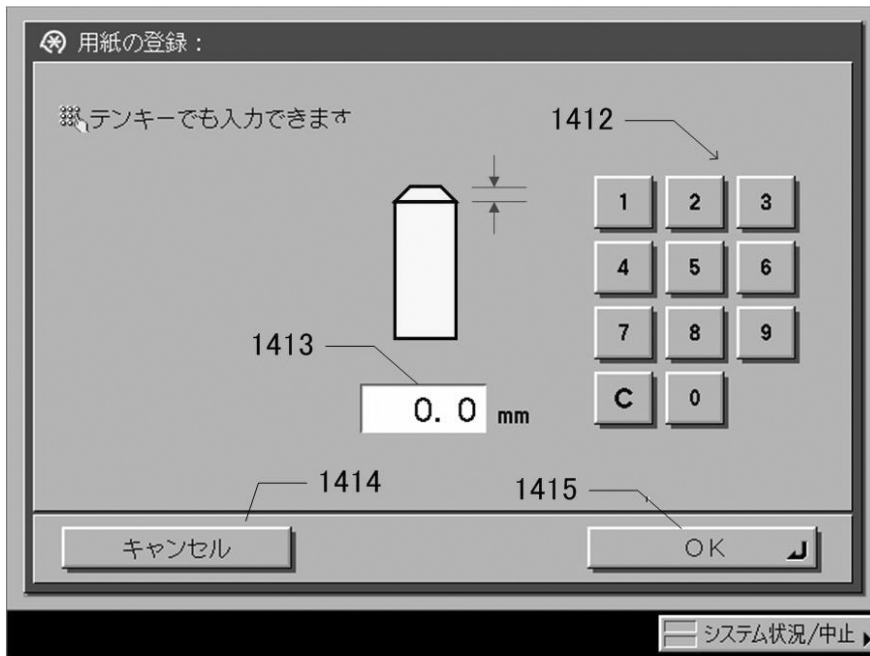 用紙の登録：
テンキーでも入力できます
1412
1 2 3
4 5 6
7 8 9
C 0
1413
0.0 mm
1414
1415
キャンセル
OK
システム状況/中止